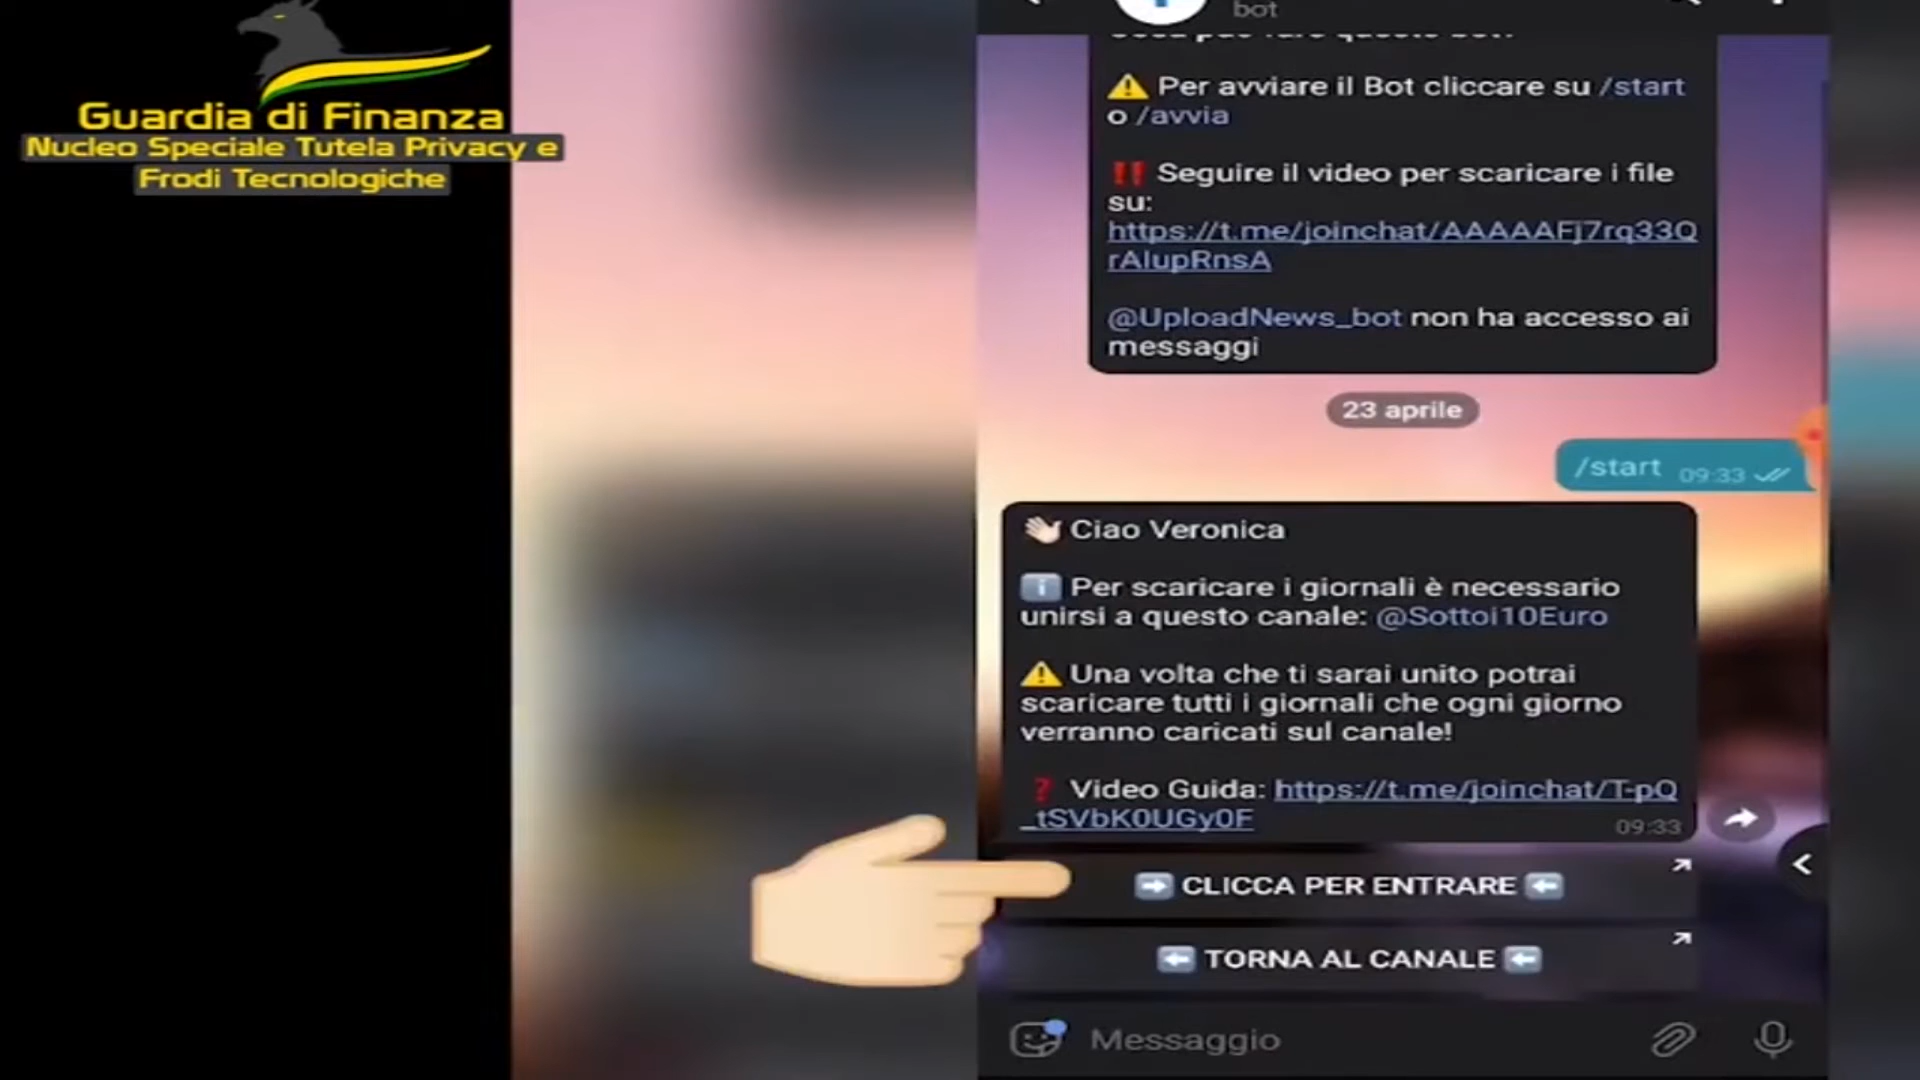 Guardia di Finanza
Nucleo Speciale Tutela Privacy e
Frodi Tecnologiche
bot
⚠️ Per avviare il Bot cliccare su /start
o /avvia
‼️ Seguire il video per scaricare i file
su:
https://t.me/joinchat/AAAAAFj7rq33Q
rAlupRnsA
@UploadNews_bot non ha accesso ai
messaggi
23 aprile
/start 09:33
👋🏻 Ciao Veronica
ℹ️ Per scaricare i giornali è necessario
unirsi a questo canale: @Sottoi10Euro
⚠️ Una volta che ti sarai unito potrai
scaricare tutti i giornali che ogni giorno
verranno caricati sul canale!
❓ Video Guida: https://t.me/joinchat/T-pQ
_tSVbK0UGy0F 09:33
➡️ CLICCA PER ENTRARE ⬅️
⬅️ TORNA AL CANALE ⬅️
Messaggio